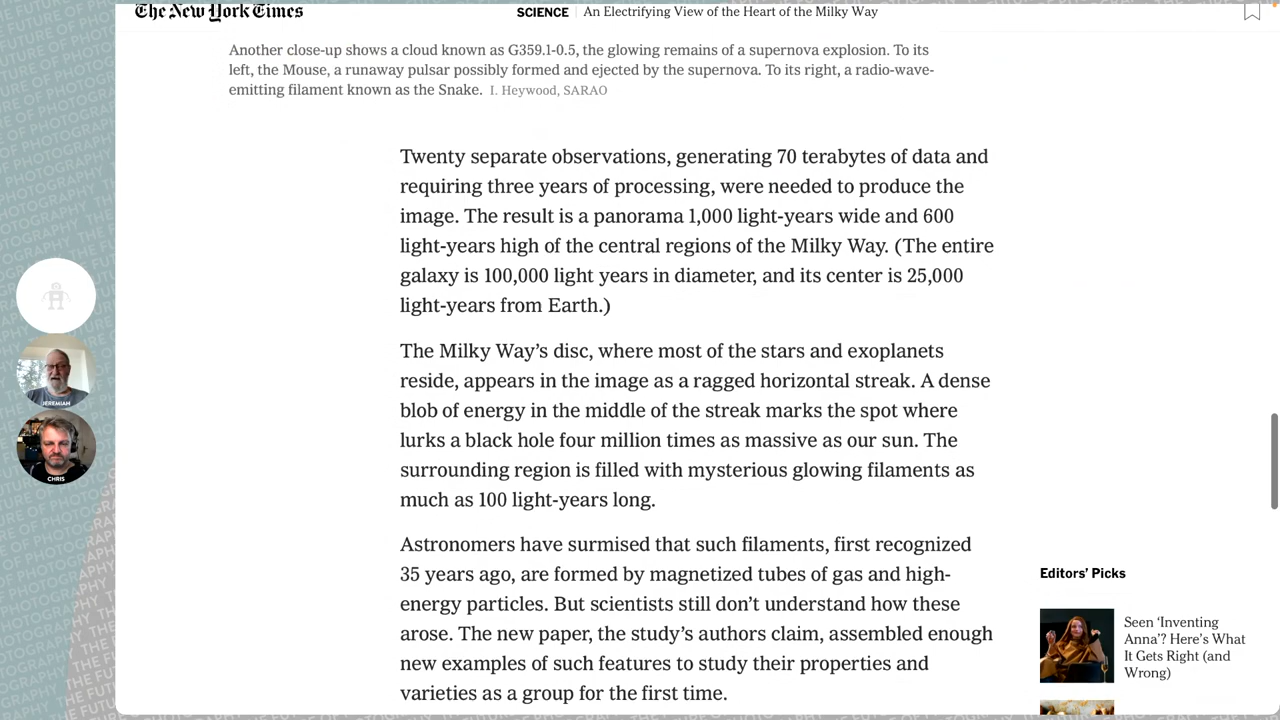 The New York Times
SCIENCE | An Electrifying View of the Heart of the Milky Way
Another close-up shows a cloud known as G359.1-0.5, the glowing remains of a supernova explosion. To its
left, the Mouse, a runaway pulsar possibly formed and ejected by the supernova. To its right, a radio-wave-
emitting filament known as the Snake. I. Heywood, SARAO
Twenty separate observations, generating 70 terabytes of data and
requiring three years of processing, were needed to produce the
image. The result is a panorama 1,000 light-years wide and 600
light-years high of the central regions of the Milky Way. (The entire
galaxy is 100,000 light years in diameter, and its center is 25,000
light-years from Earth.)
The Milky Way’s disc, where most of the stars and exoplanets
reside, appears in the image as a ragged horizontal streak. A dense
blob of energy in the middle of the streak marks the spot where
lurks a black hole four million times as massive as our sun. The
surrounding region is filled with mysterious glowing filaments as
much as 100 light-years long.
Astronomers have surmised that such filaments, first recognized
35 years ago, are formed by magnetized tubes of gas and high-
energy particles. But scientists still don’t understand how these
arose. The new paper, the study’s authors claim, assembled enough
new examples of such features to study their properties and
varieties as a group for the first time.
Editors’ Picks
Seen ‘Inventing
Anna’? Here’s What
It Gets Right (and
Wrong)
JEREMIAH
CHRIS